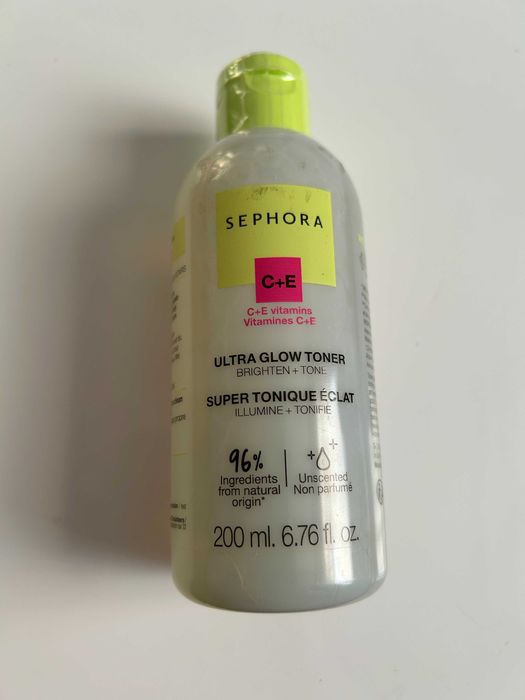 SEPHORA
C+E
C+E vitamins
Vitamines C+E
ULTRA GLOW TONER
BRIGHTEN + TONE
SUPER TONIQUE ÉCLAT
ILLUMINE + TONIFIE
96%
Ingredients
from natural
origin*
Unscented
Non parfumé
200 ml. 6.76 fl. oz.